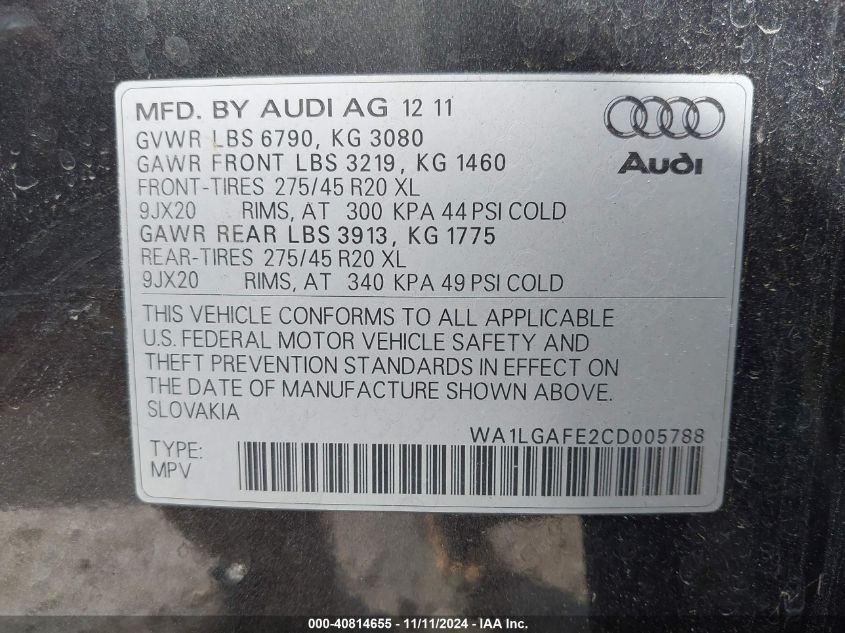 MFD. BY AUDI AG 12 11
GVWR LBS 6790, KG 3080
GAWR FRONT LBS 3219, KG 1460
FRONT-TIRES 275/45 R20 XL
9JX20 RIMS, AT 300 KPA 44 PSI COLD
GAWR REAR LBS 3913, KG 1775
REAR-TIRES 275/45 R20 XL
9JX20 RIMS, AT 340 KPA 49 PSI COLD
Audi
THIS VEHICLE CONFORMS TO ALL APPLICABLE
U.S. FEDERAL MOTOR VEHICLE SAFETY AND
THEFT PREVENTION STANDARDS IN EFFECT ON
THE DATE OF MANUFACTURE SHOWN ABOVE.
SLOVAKIA
WA1LGAFE2CD005788
TYPE:
MPV
000-40814655 - 11/11/2024 - IAA Inc.